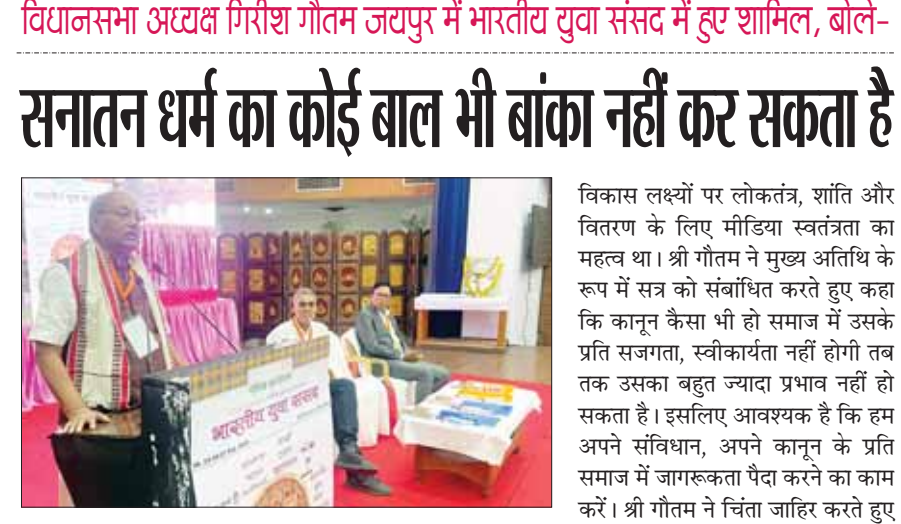 विधानसभा अध्यक्ष गिरीश गौतम जयपुर में भारतीय युवा संसद में हुए शामिल, बोले-
सनातन धर्म का कोई बाल भी बांका नहीं कर सकता है
विकास लक्ष्यों पर लोकतंत्र, शांति और
वितरण के लिए मीडिया स्वतंत्रता का
महत्व था। श्री गौतम ने मुख्य अतिथि के
रूप में सत्र को संबांधित करते हुए कहा
कि कानून कैसा भी हो समाज में उसके
प्रति सजगता, स्वीकार्यता नहीं होगी तब
तक उसका बहुत ज्यादा प्रभाव नहीं हो
सकता है। इसलिए आवश्यक है कि हम
अपने संविधान, अपने कानून के प्रति
समाज में जागरूकता पैदा करने का काम
करें। श्री गौतम ने चिंता जाहिर करते हुए
भारतीय युवा संसद